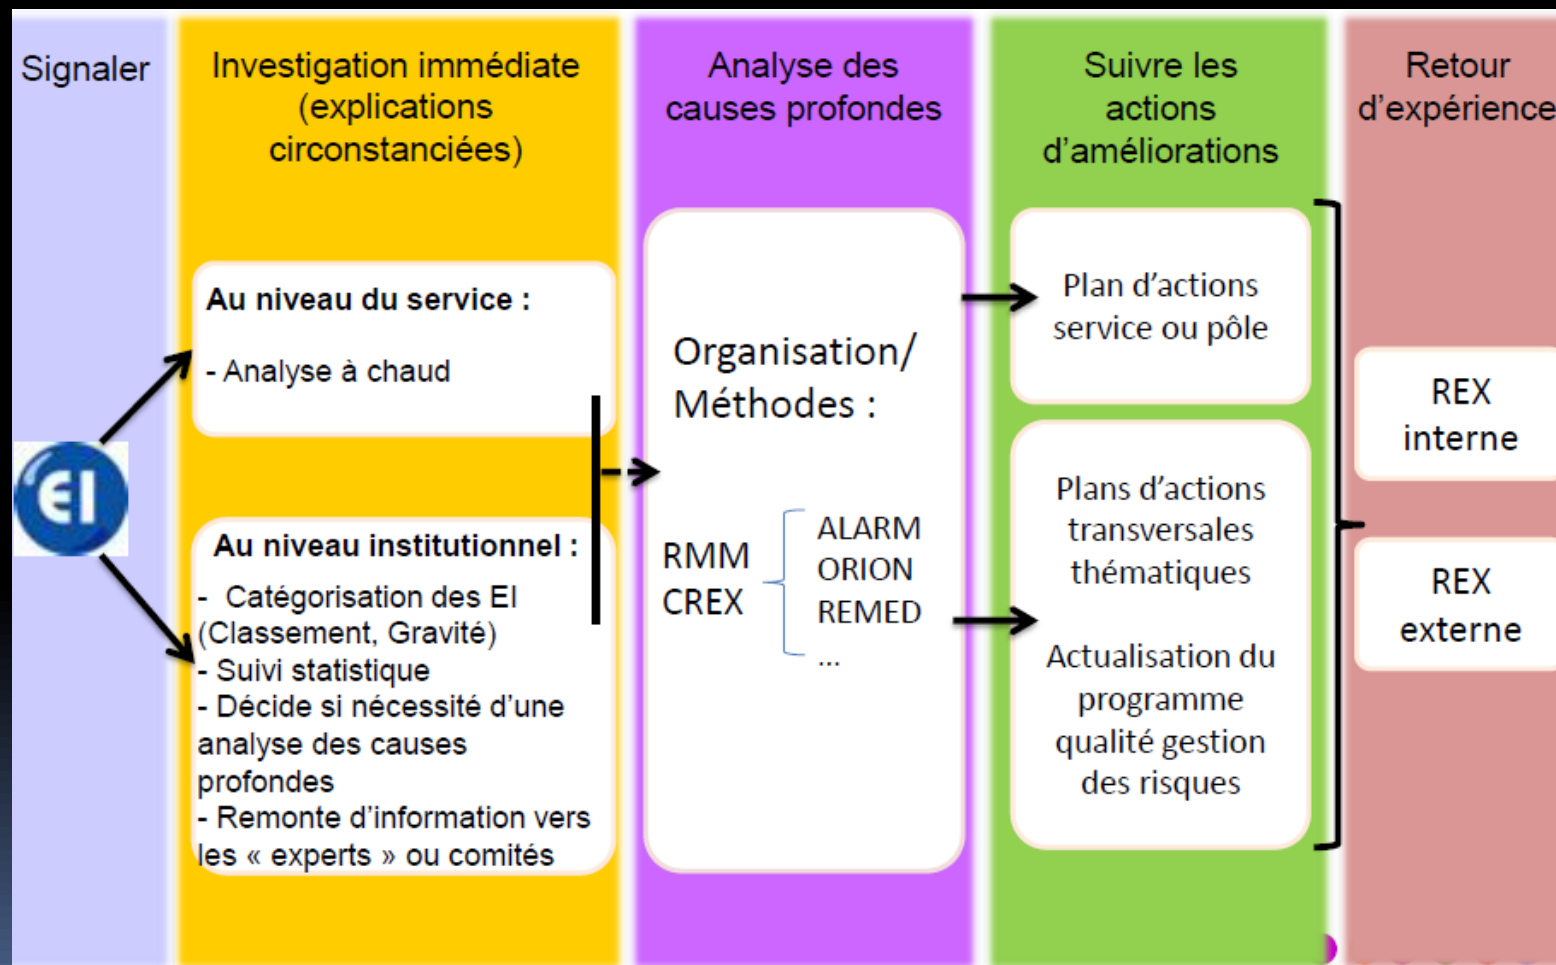 Signaler
Investigation immédiate
(explications
circonstanciées)
Analyse des
causes profondes
Suivre les
actions
d'améliorations
Retour
d'expérience
EI
Au niveau du service :
- Analyse à chaud
Au niveau institutionnel :
- Catégorisation des EI
(Classement, Gravité)
- Suivi statistique
- Décide si nécessité d'une
analyse des causes
profondes
- Remonte d'information vers
les « experts » ou comités
Organisation/
Méthodes :
RMM
CREX
ALARM
ORION
REMED
...
Plan d'actions
service ou pôle
Plans d'actions
transversales
thématiques
Actualisation du
programme
qualité gestion
des risques
REX
interne
REX
externe